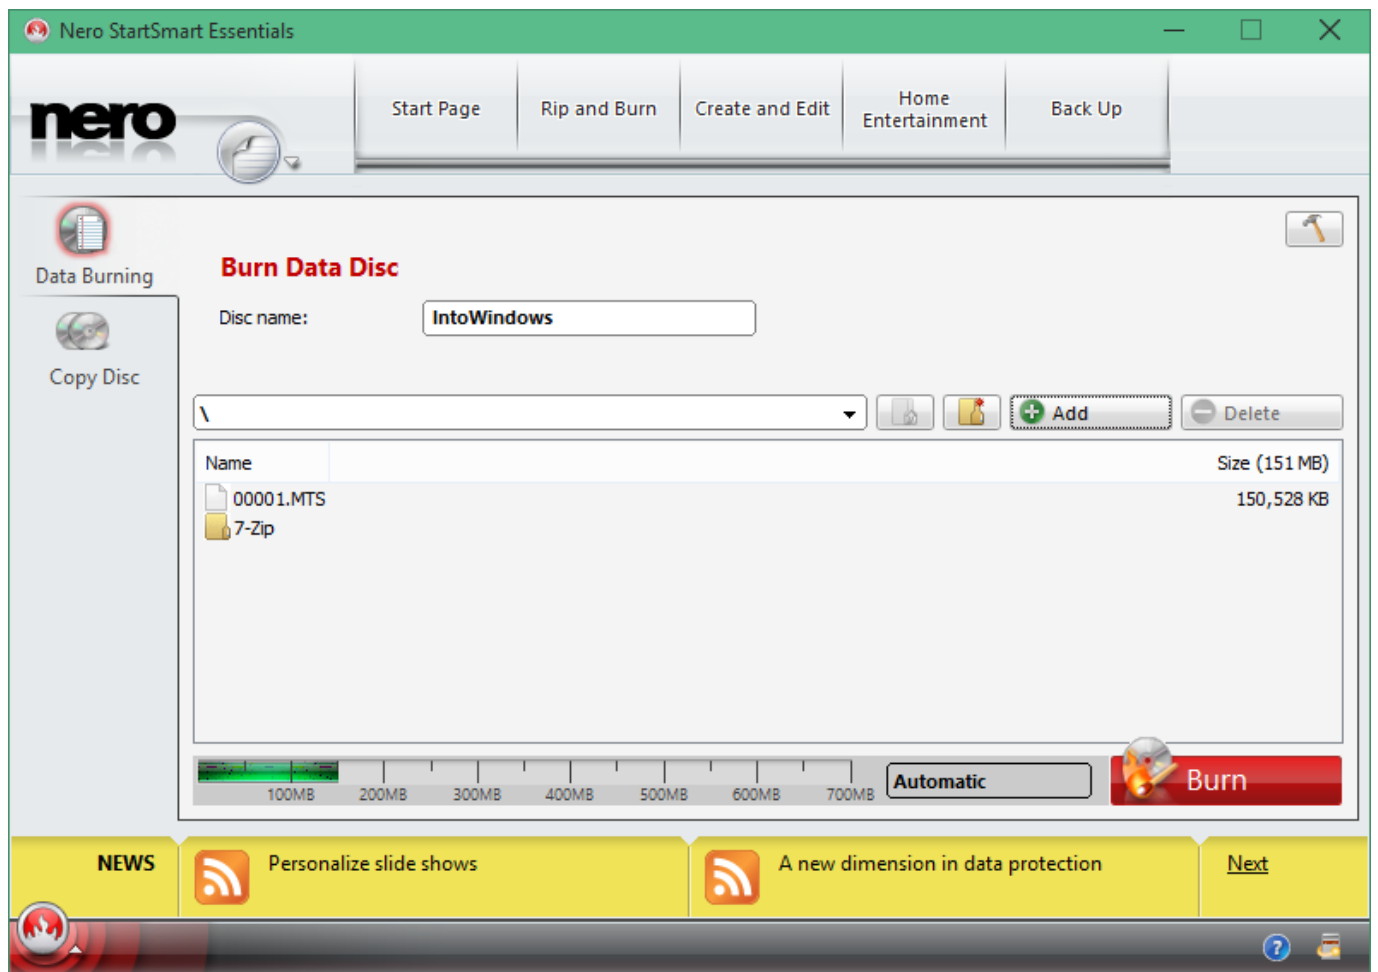 Nero StartSmart Essentials
nero
Start Page
Rip and Burn
Create and Edit
Home
Entertainment
Back Up
Data Burning
Copy Disc
Burn Data Disc
Disc name:
IntoWindows
\
Add
Delete
Name
Size (151 MB)
00001.MTS
150,528 KB
7-Zip
100MB
200MB
300MB
400MB
500MB
600MB
700MB
Automatic
Burn
NEWS
Personalize slide shows
A new dimension in data protection
Next
?